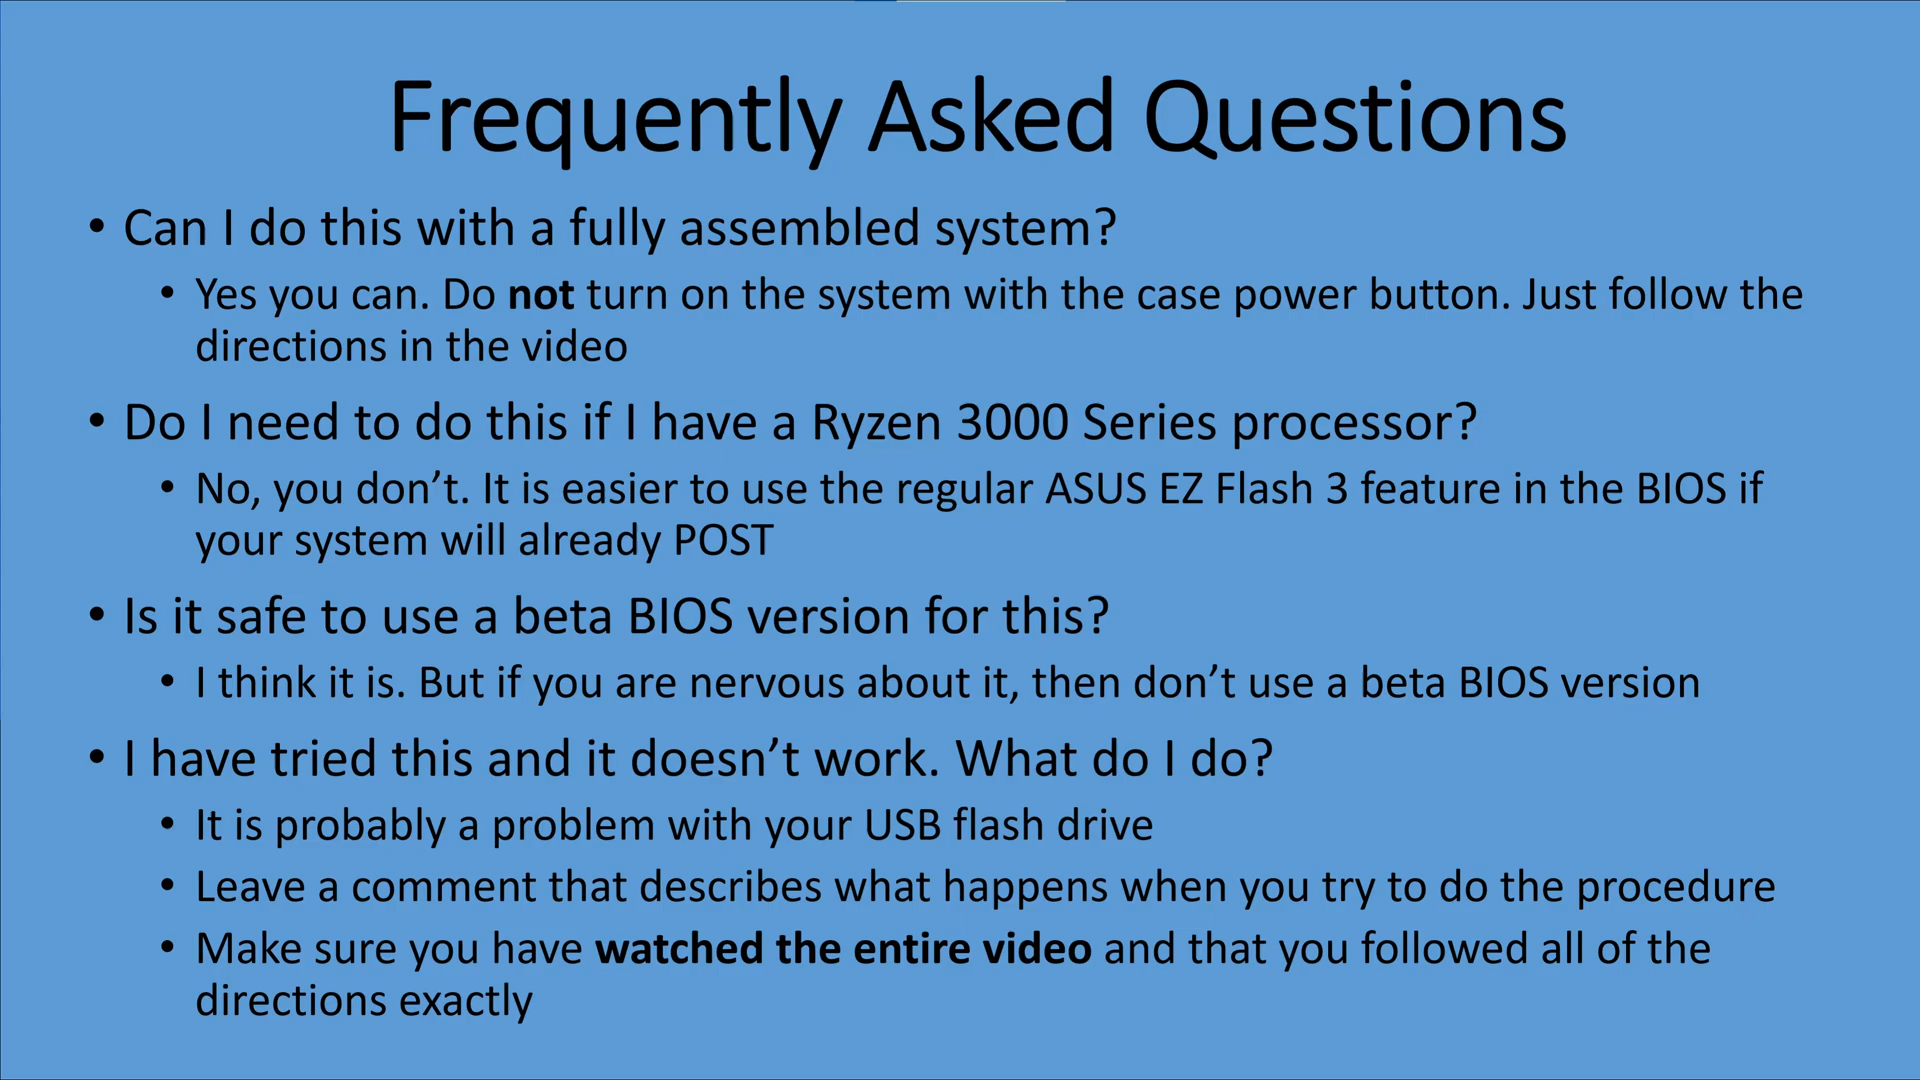 Frequently Asked Questions
• Can I do this with a fully assembled system?
• Yes you can. Do not turn on the system with the case power button. Just follow the
directions in the video
• Do I need to do this if I have a Ryzen 3000 Series processor?
• No, you don’t. It is easier to use the regular ASUS EZ Flash 3 feature in the BIOS if
your system will already POST
• Is it safe to use a beta BIOS version for this?
• I think it is. But if you are nervous about it, then don’t use a beta BIOS version
• I have tried this and it doesn’t work. What do I do?
• It is probably a problem with your USB flash drive
• Leave a comment that describes what happens when you try to do the procedure
• Make sure you have watched the entire video and that you followed all of the
directions exactly